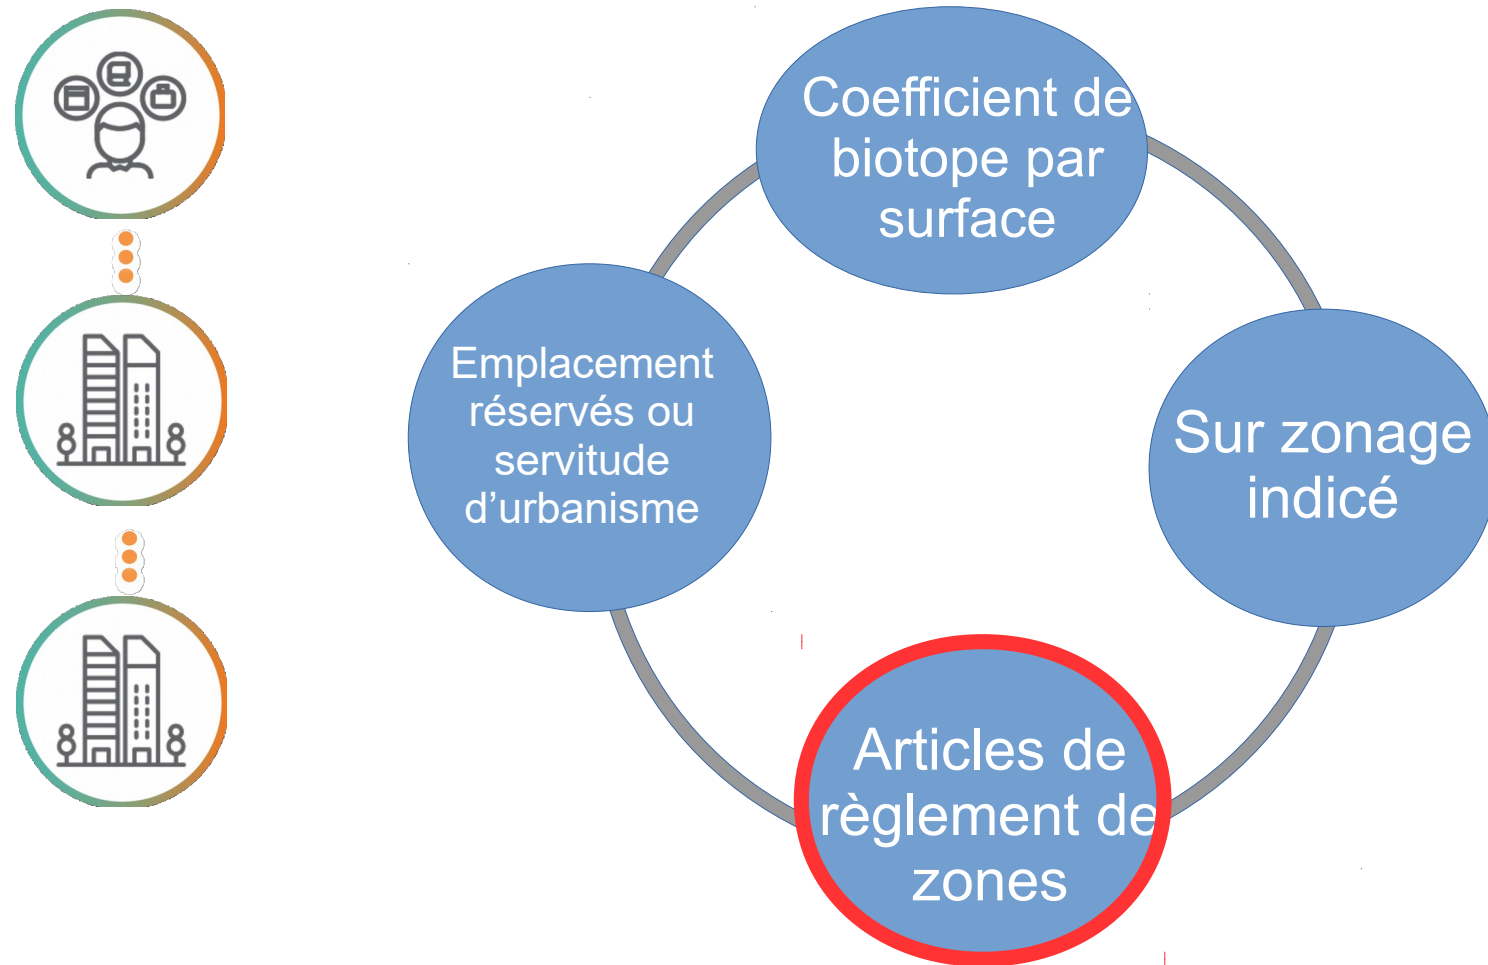 Coefficient de
biotope par
surface
Emplacement
réservés ou
servitude
d’urbanisme
Sur zonage
indicé
Articles de
règlement de
zones